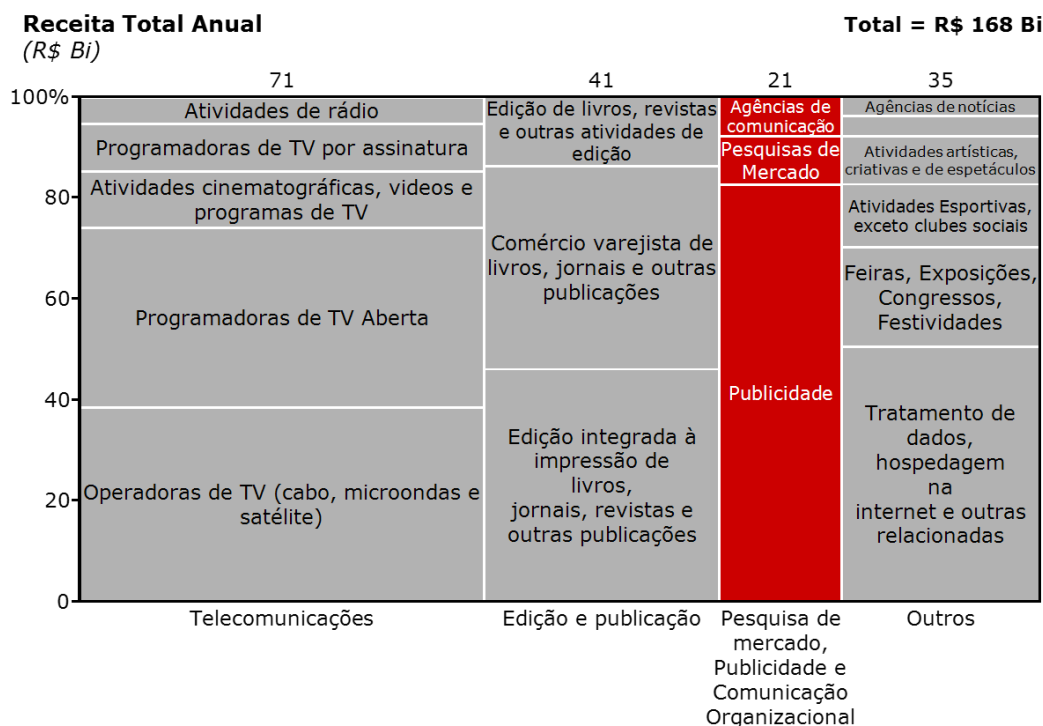 Receita Total Anual
Total = R$ 168 Bi
(R$ Bi)
71
41
21
35
100%
80
60
40
20
0
Atividades de rádio
Programadoras de TV por assinatura
Atividades cinematográficas, videos e
programas de TV
Programadoras de TV Aberta
Operadoras de TV (cabo, microondas e
satélite)
Edição de livros, revistas
e outras atividades de
edição
Comércio varejista de
livros, jornais e outras
publicações
Edição integrada à
impressão de
livros,
jornais, revistas e
outras publicações
Agências de
comunicação
Pesquisas de
Mercado
Publicidade
Agências de notícias
Atividades artísticas,
criativas e de espetáculos
Atividades Esportivas,
exceto clubes sociais
Feiras, Exposições,
Congressos,
Festividades
Tratamento de
dados,
hospedagem
na
internet e outras
relacionadas
Telecomunicações
Edição e publicação
Pesquisa de
mercado,
Publicidade e
Comunicação
Organizacional
Outros